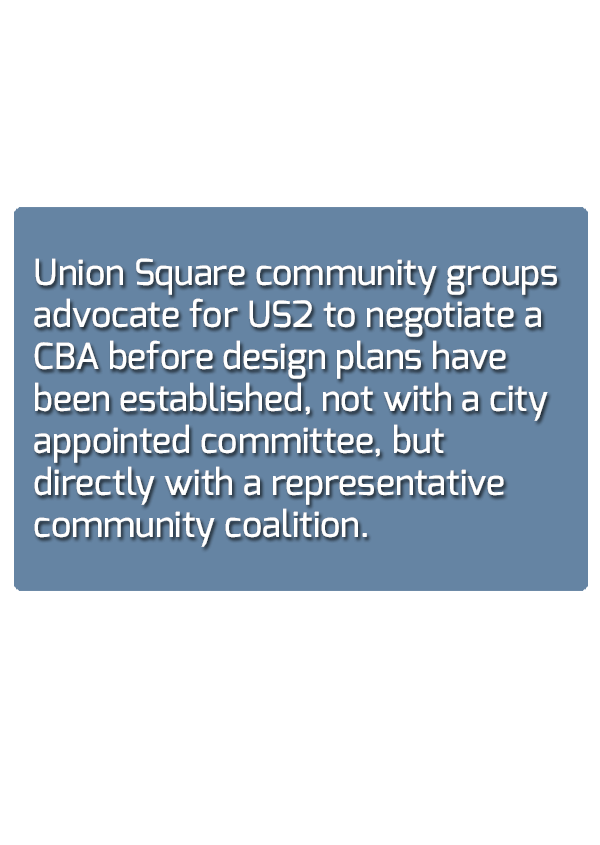 Union Square community groups
advocate for US2 to negotiate a
CBA before design plans have
been established, not with a city
appointed committee, but
directly with a representative
community coalition.